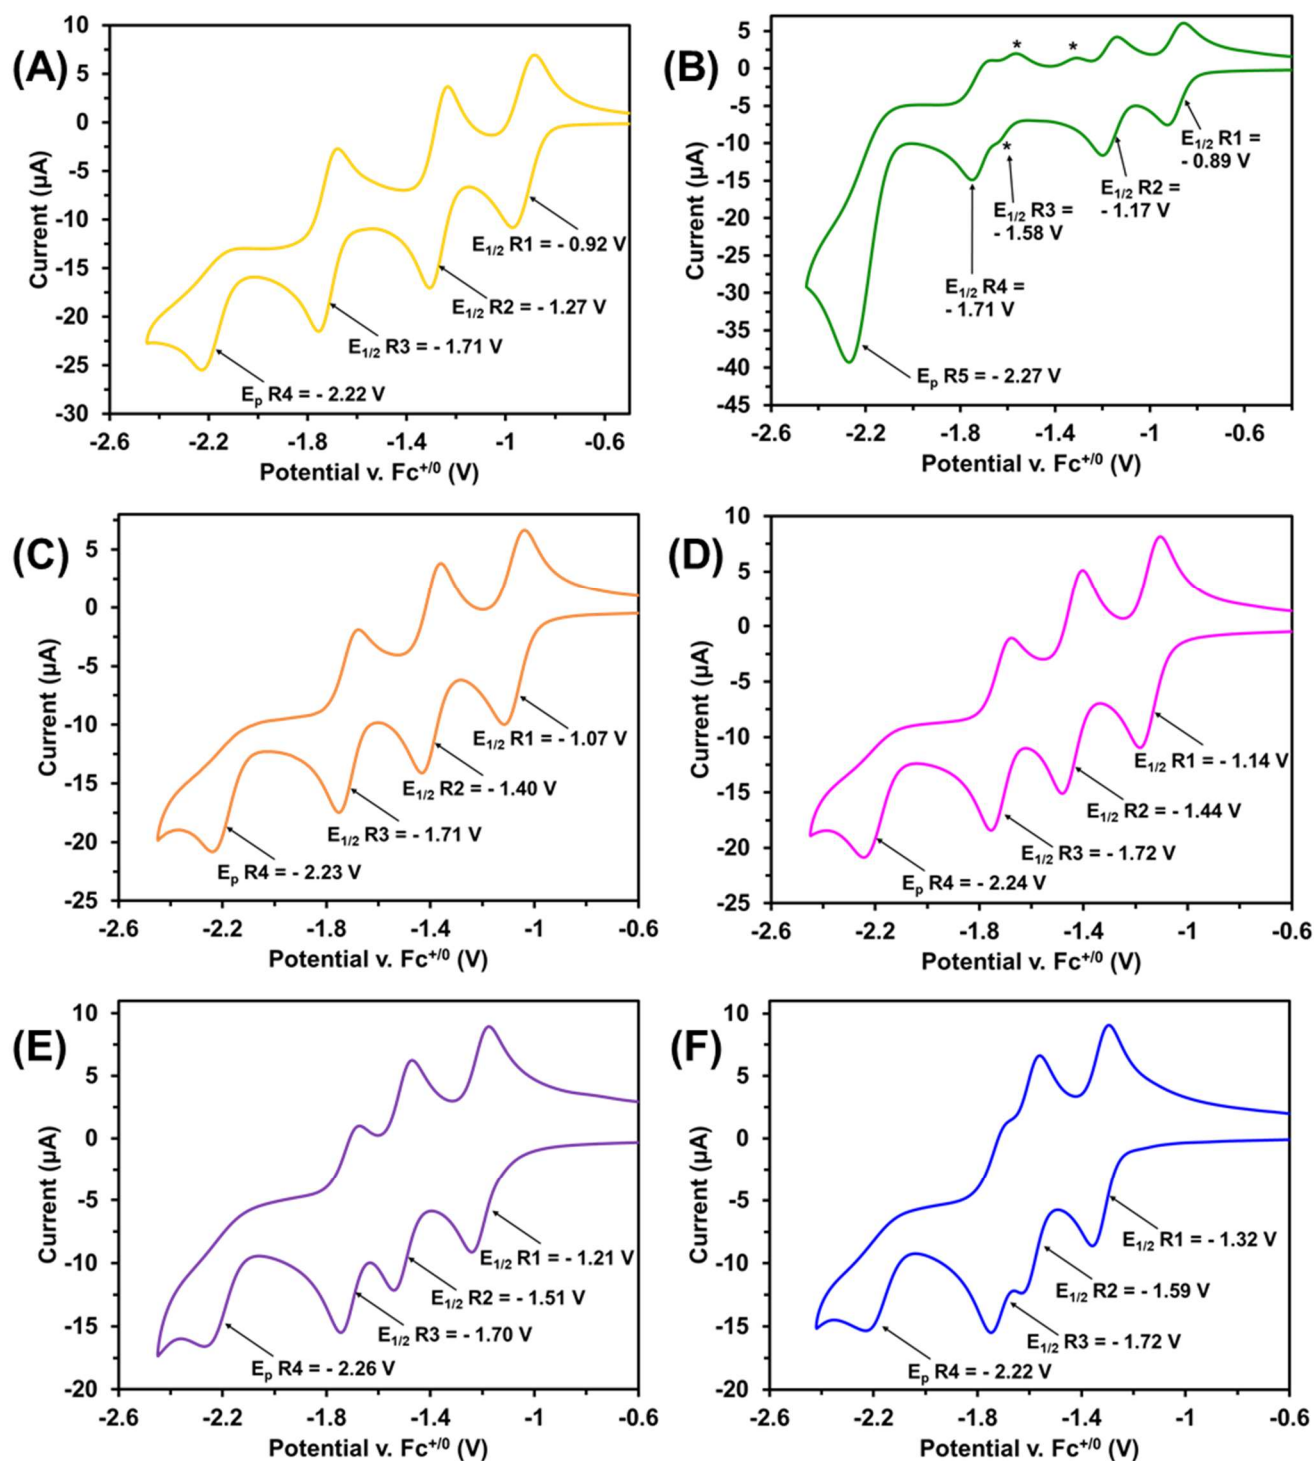 (A)
10
5
0
-5
-10
-15
-20
-25
-30
Current (µA)
E1/2 R1 = - 0.92 V
E1/2 R2 = - 1.27 V
E1/2 R3 = - 1.71 V
Ep R4 = - 2.22 V
-2.6 -2.2 -1.8 -1.4 -1 -0.6
Potential v. Fc+/0 (V)
(B)
5
0
-5
-10
-15
-20
-25
-30
-35
-40
-45
Current (µA)
* *
*
E1/2 R1 =
- 0.89 V
E1/2 R2 =
- 1.17 V
E1/2 R3 =
- 1.58 V
E1/2 R4 =
- 1.71 V
Ep R5 = - 2.27 V
-2.6 -2.2 -1.8 -1.4 -1 -0.6
Potential v. Fc+/0 (V)
(C)
5
0
-5
-10
-15
-20
-25
Current (µA)
E1/2 R1 = - 1.07 V
E1/2 R2 = - 1.40 V
E1/2 R3 = - 1.71 V
Ep R4 = - 2.23 V
-2.6 -2.2 -1.8 -1.4 -1 -0.6
Potential v. Fc+/0 (V)
(D)
10
5
0
-5
-10
-15
-20
-25
Current (µA)
E1/2 R1 = - 1.14 V
E1/2 R2 = - 1.44 V
E1/2 R3 = - 1.72 V
Ep R4 = - 2.24 V
-2.6 -2.2 -1.8 -1.4 -1 -0.6
Potential v. Fc+/0 (V)
(E)
10
5
0
-5
-10
-15
-20
Current (µA)
E1/2 R1 = - 1.21 V
E1/2 R2 = - 1.51 V
E1/2 R3 = - 1.70 V
Ep R4 = - 2.26 V
-2.6 -2.2 -1.8 -1.4 -1 -0.6
Potential v. Fc+/0 (V)
(F)
10
5
0
-5
-10
-15
-20
Current (µA)
E1/2 R1 = - 1.32 V
E1/2 R2 = - 1.59 V
E1/2 R3 = - 1.72 V
Ep R4 = - 2.22 V
-2.6 -2.2 -1.8 -1.4 -1 -0.6
Potential v. Fc+/0 (V)